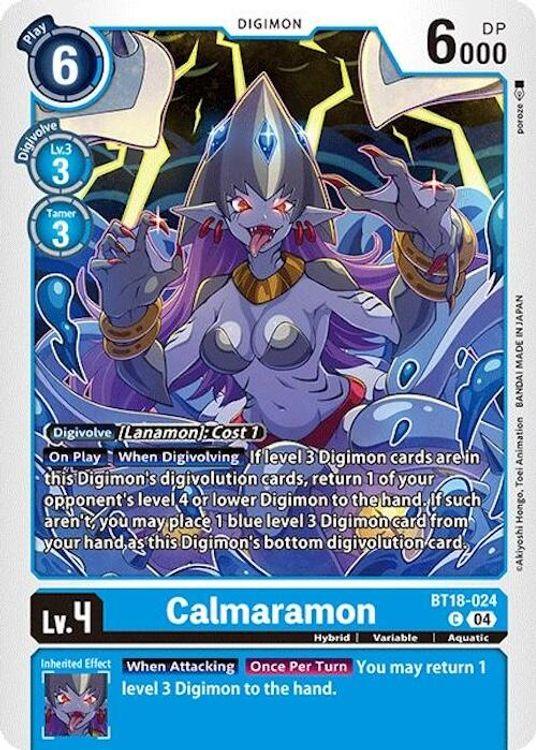 Play
6
DIGIMON
DP
6000
Digivolve
Lv.3
3
Tamer
3
poroze
Digivolve [Lanamon]: Cost 1
On Play When Digivolving If level 3 Digimon cards are in
this Digimon's digivolution cards, return 1 of your
opponent's level 4 or lower Digimon to the hand. If such
aren't, you may place 1 blue level 3 Digimon card from
your hand as this Digimon's bottom digivolution card.
©Akiyoshi Hongo, Toei Animation BANDAI MADE IN JAPAN
Lv.4
Calmaramon
BT18-024
C 04
Hybrid | Variable | Aquatic
Inherited Effect
When Attacking Once Per Turn You may return 1
level 3 Digimon to the hand.